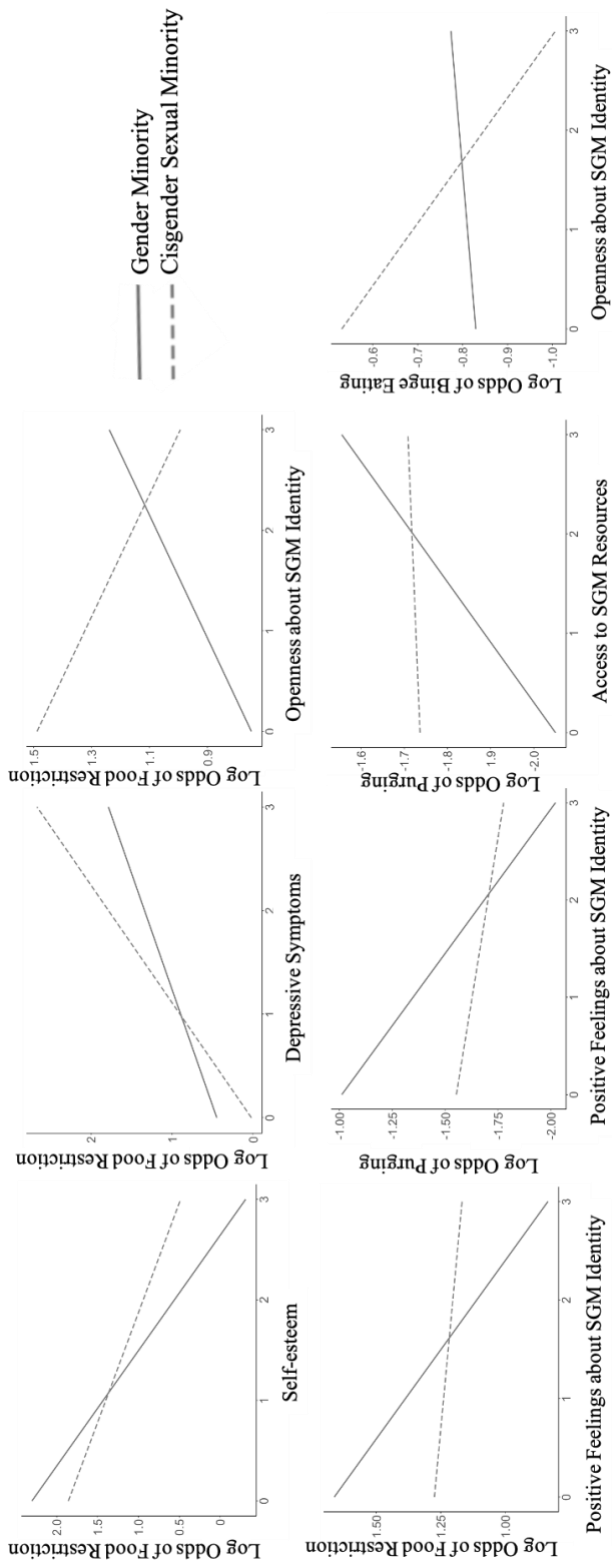 Log Odds of Food Restriction
2.0
1.5
1.0
0.5
0
0 1 2 3
Self-esteem
Log Odds of Food Restriction
2
1
0
0 1 2 3
Depressive Symptoms
Log Odds of Food Restriction
1.5
1.3
1.1
0.9
0 1 2 3
Openness about SGM Identity
Gender Minority
Cisgender Sexual Minority
Log Odds of Food Restriction
1.50
1.25
1.00
0 1 2 3
Positive Feelings about SGM Identity
Log Odds of Purging
-1.00
-1.25
-1.50
-1.75
-2.00
0 1 2 3
Positive Feelings about SGM Identity
Log Odds of Purging
-1.6
-1.7
-1.8
-1.9
-2.0
0 1 2 3
Access to SGM Resources
Log Odds of Binge Eating
-0.6
-0.7
-0.8
-0.9
-1.0
0 1 2 3
Openness about SGM Identity